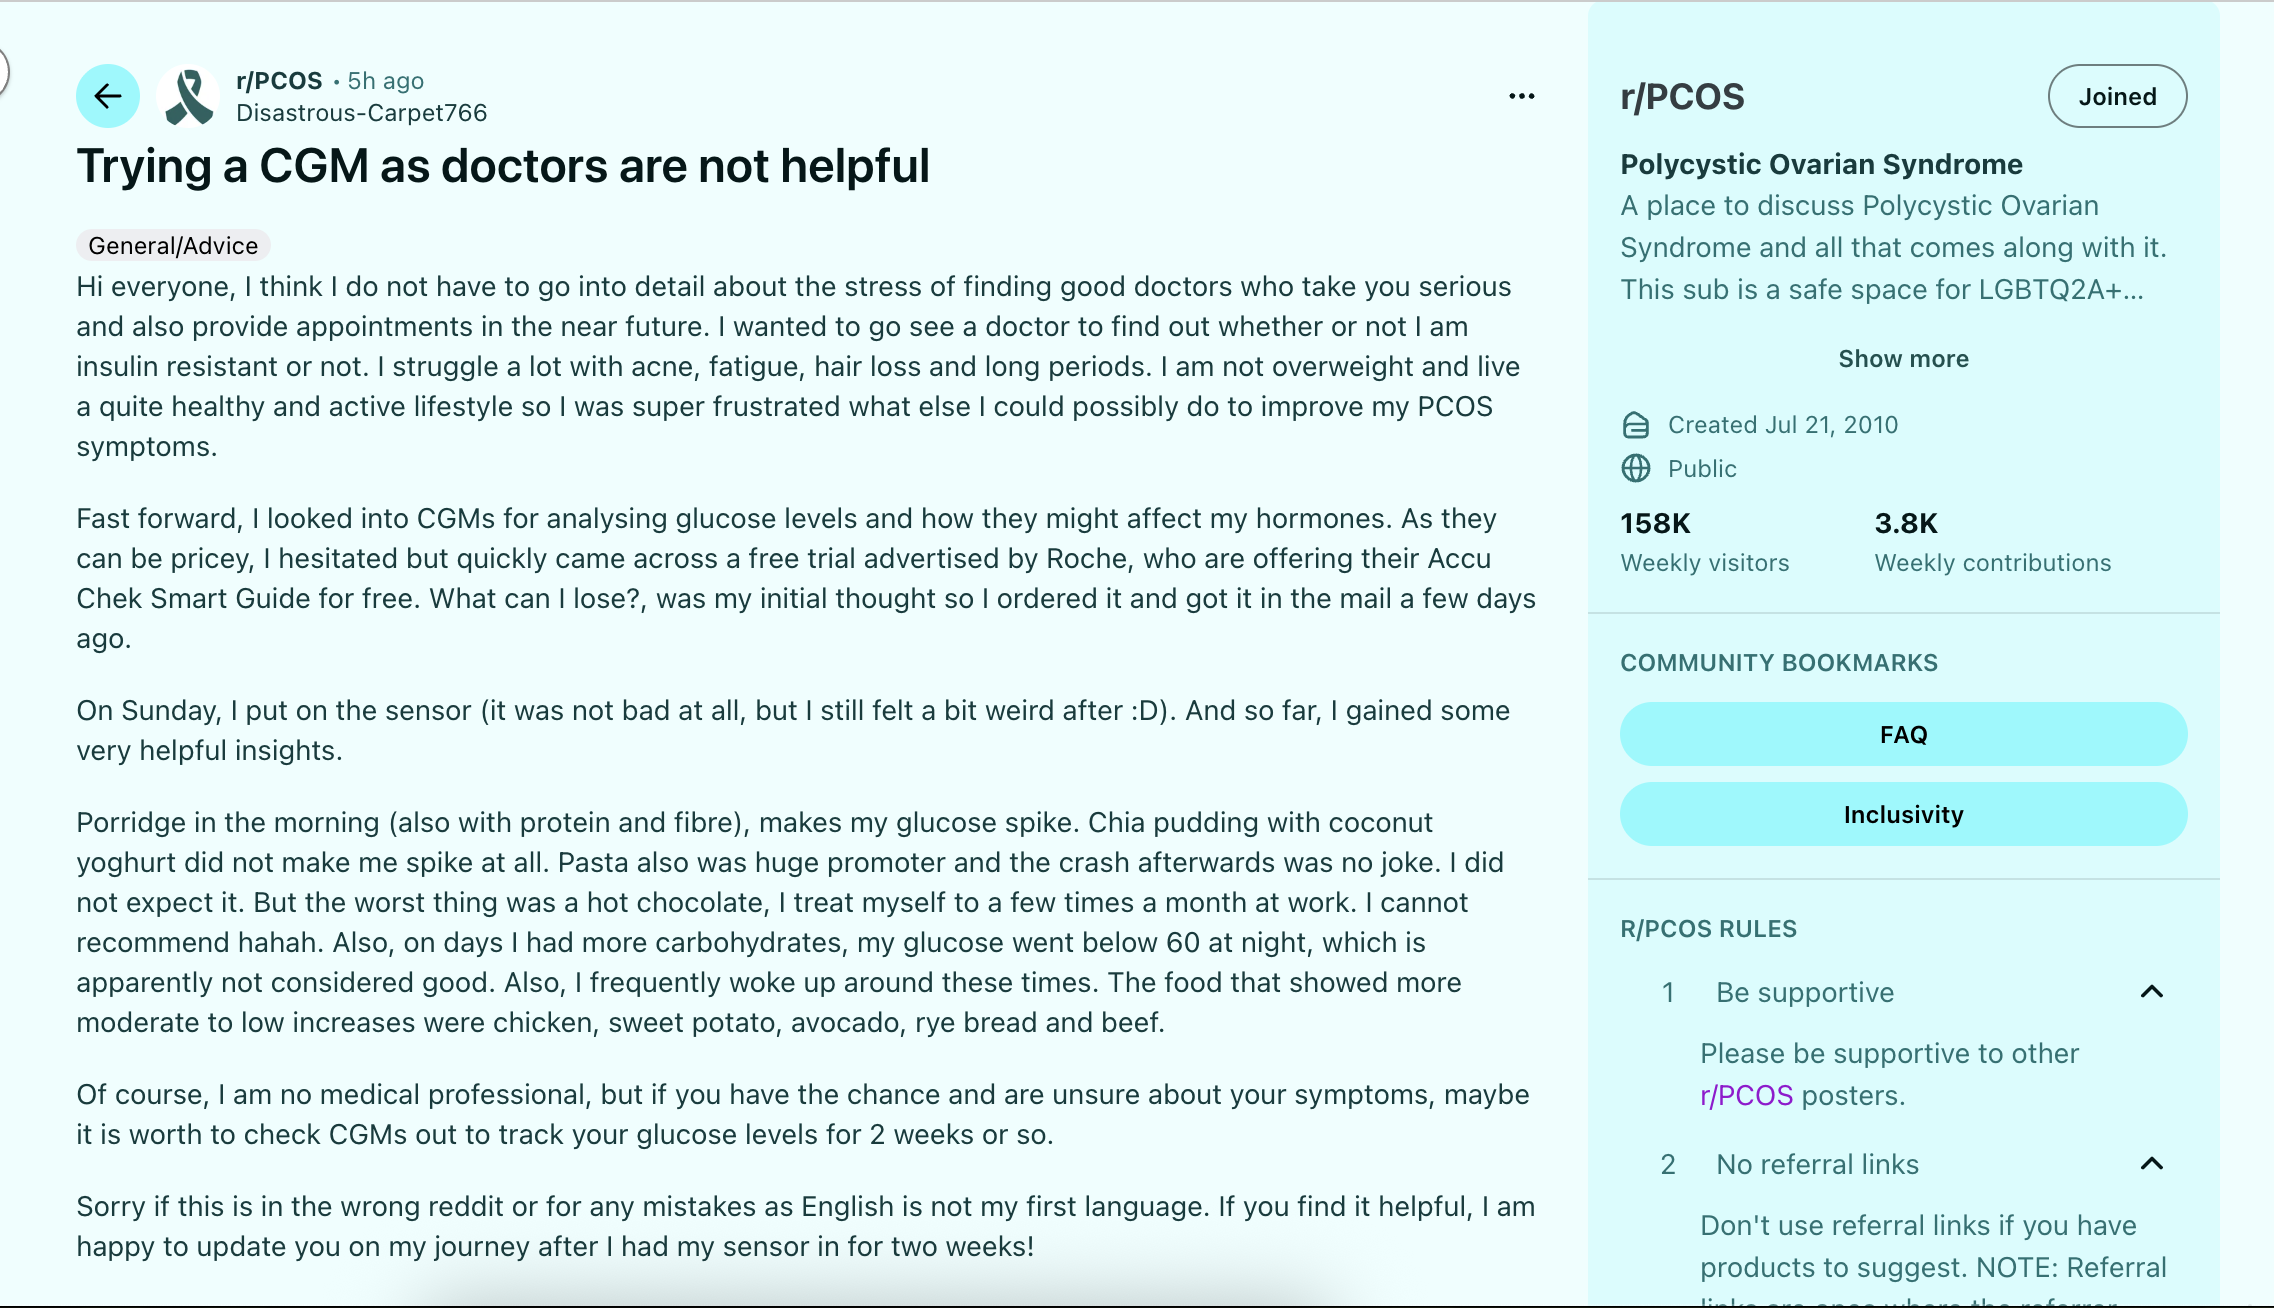 r/PCOS • 5h ago
Disastrous-Carpet766
Trying a CGM as doctors are not helpful
General/Advice
Hi everyone, I think I do not have to go into detail about the stress of finding good doctors who take you serious
and also provide appointments in the near future. I wanted to go see a doctor to find out whether or not I am
insulin resistant or not. I struggle a lot with acne, fatigue, hair loss and long periods. I am not overweight and live
a quite healthy and active lifestyle so I was super frustrated what else I could possibly do to improve my PCOS
symptoms.
Fast forward, I looked into CGMs for analysing glucose levels and how they might affect my hormones. As they
can be pricey, I hesitated but quickly came across a free trial advertised by Roche, who are offering their Accu
Chek Smart Guide for free. What can I lose?, was my initial thought so I ordered it and got it in the mail a few days
ago.
On Sunday, I put on the sensor (it was not bad at all, but I still felt a bit weird after :D). And so far, I gained some
very helpful insights.
Porridge in the morning (also with protein and fibre), makes my glucose spike. Chia pudding with coconut
yoghurt did not make me spike at all. Pasta also was huge promoter and the crash afterwards was no joke. I did
not expect it. But the worst thing was a hot chocolate, I treat myself to a few times a month at work. I cannot
recommend hahah. Also, on days I had more carbohydrates, my glucose went below 60 at night, which is
apparently not considered good. Also, I frequently woke up around these times. The food that showed more
moderate to low increases were chicken, sweet potato, avocado, rye bread and beef.
Of course, I am no medical professional, but if you have the chance and are unsure about your symptoms, maybe
it is worth to check CGMs out to track your glucose levels for 2 weeks or so.
Sorry if this is in the wrong reddit or for any mistakes as English is not my first language. If you find it helpful, I am
happy to update you on my journey after I had my sensor in for two weeks!
r/PCOS
Joined
Polycystic Ovarian Syndrome
A place to discuss Polycystic Ovarian
Syndrome and all that comes along with it.
This sub is a safe space for LGBTQ2A+...
Show more
Created Jul 21, 2010
Public
158K 3.8K
Weekly visitors Weekly contributions
COMMUNITY BOOKMARKS
FAQ
Inclusivity
R/PCOS RULES
1 Be supportive
Please be supportive to other
r/PCOS posters.
2 No referral links
Don't use referral links if you have
products to suggest. NOTE: Referral